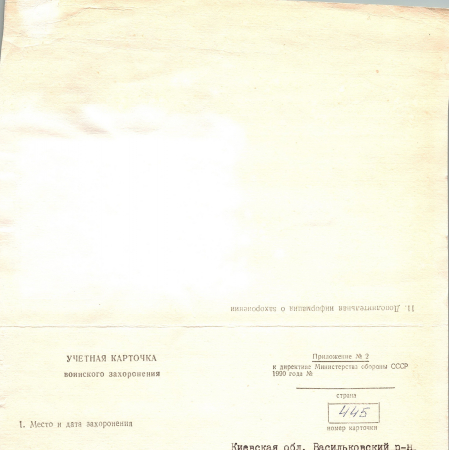 11. Дополнительная информация о захоронении
УЧЕТНАЯ КАРТОЧКА
воинского захоронения
Приложение № 2
к директиве Министерства обороны СССР
1990 года №
страна
445
номер карточки
1. Место и дата захоронения
Киевская обл. Васильковский р-н.